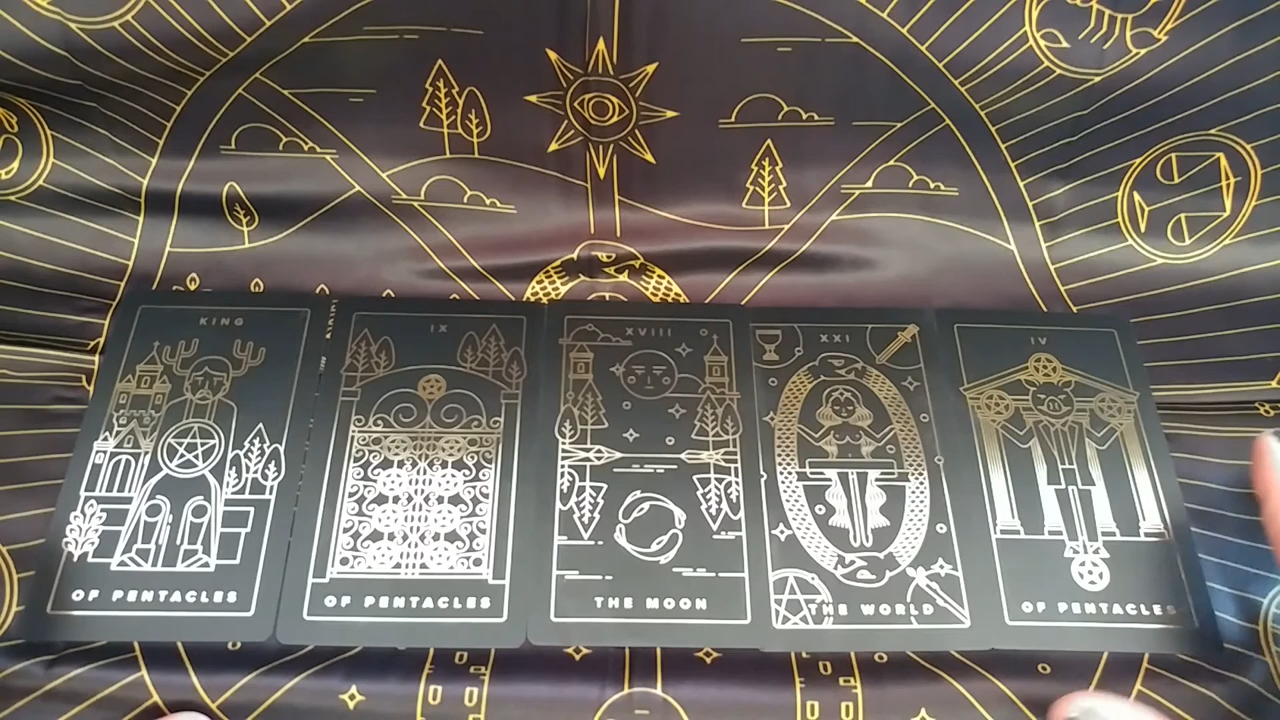 KING
OF PENTACLES
IX
OF PENTACLES
XVIII
THE MOON
XXI
THE WORLD
IV
OF PENTACLES